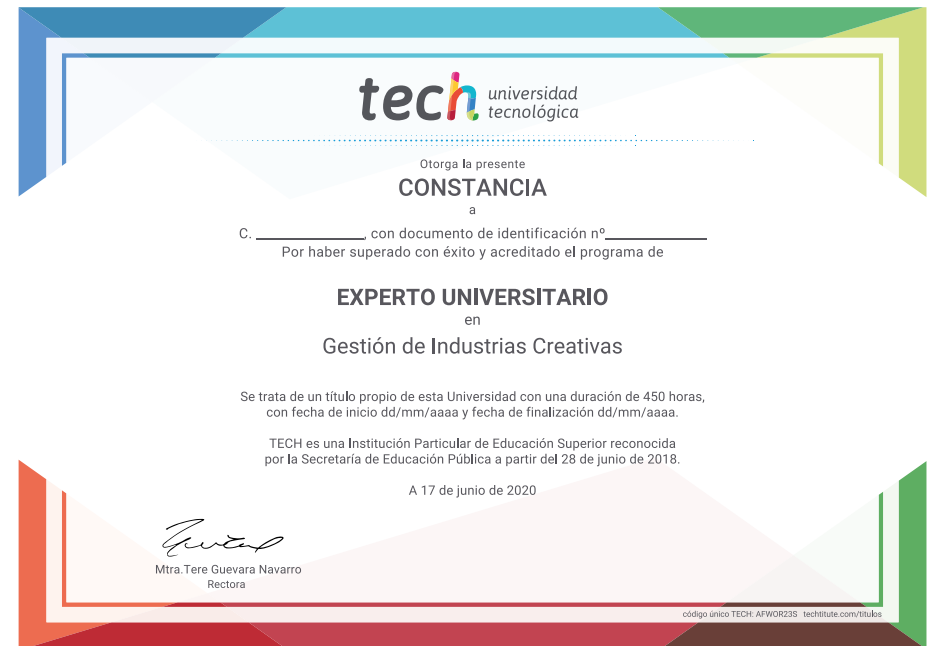 tech universidad
tecnológica
Otorga la presente
CONSTANCIA
a
C. ______________, con documento de identificación nº_____________
Por haber superado con éxito y acreditado el programa de
EXPERTO UNIVERSITARIO
en
Gestión de Industrias Creativas
Se trata de un título propio de esta Universidad con una duración de 450 horas,
con fecha de inicio dd/mm/aaaa y fecha de finalización dd/mm/aaaa.
TECH es una Institución Particular de Educación Superior reconocida
por la Secretaría de Educación Pública a partir del 28 de junio de 2018.
A 17 de junio de 2020
Mtra.Tere Guevara Navarro
Rectora
código único TECH: AFWOR23S techtitute.com/titulos